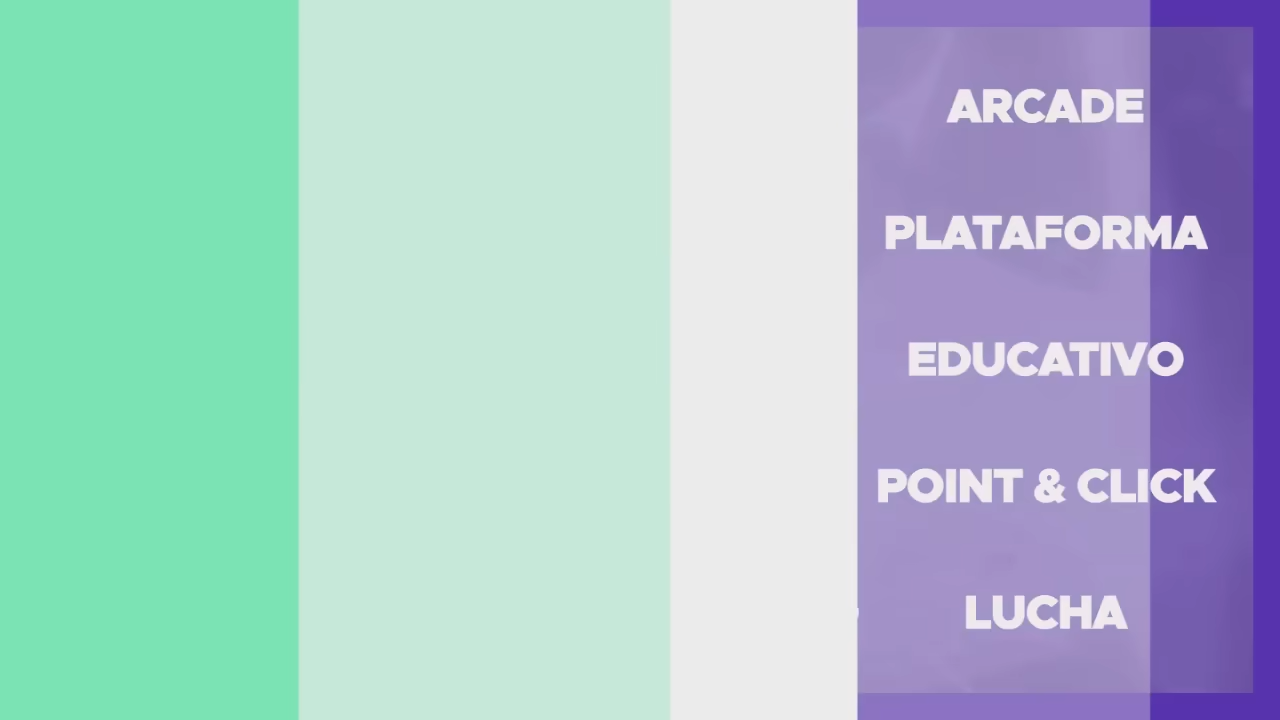 ARCADE
PLATAFORMA
EDUCATIVO
POINT & CLICK
LUCHA